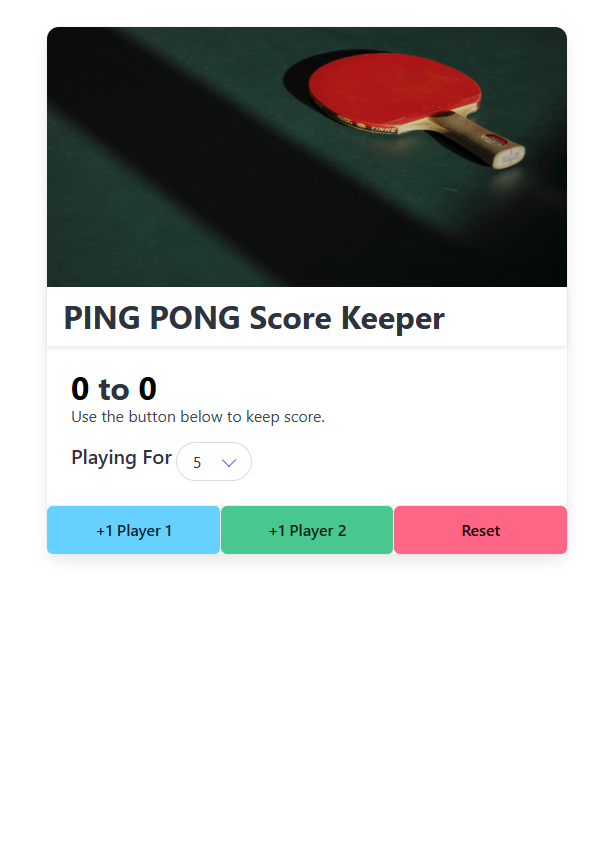 YINHE
PING PONG Score Keeper
0 to 0
Use the button below to keep score.
Playing For 5
+1 Player 1 +1 Player 2 Reset